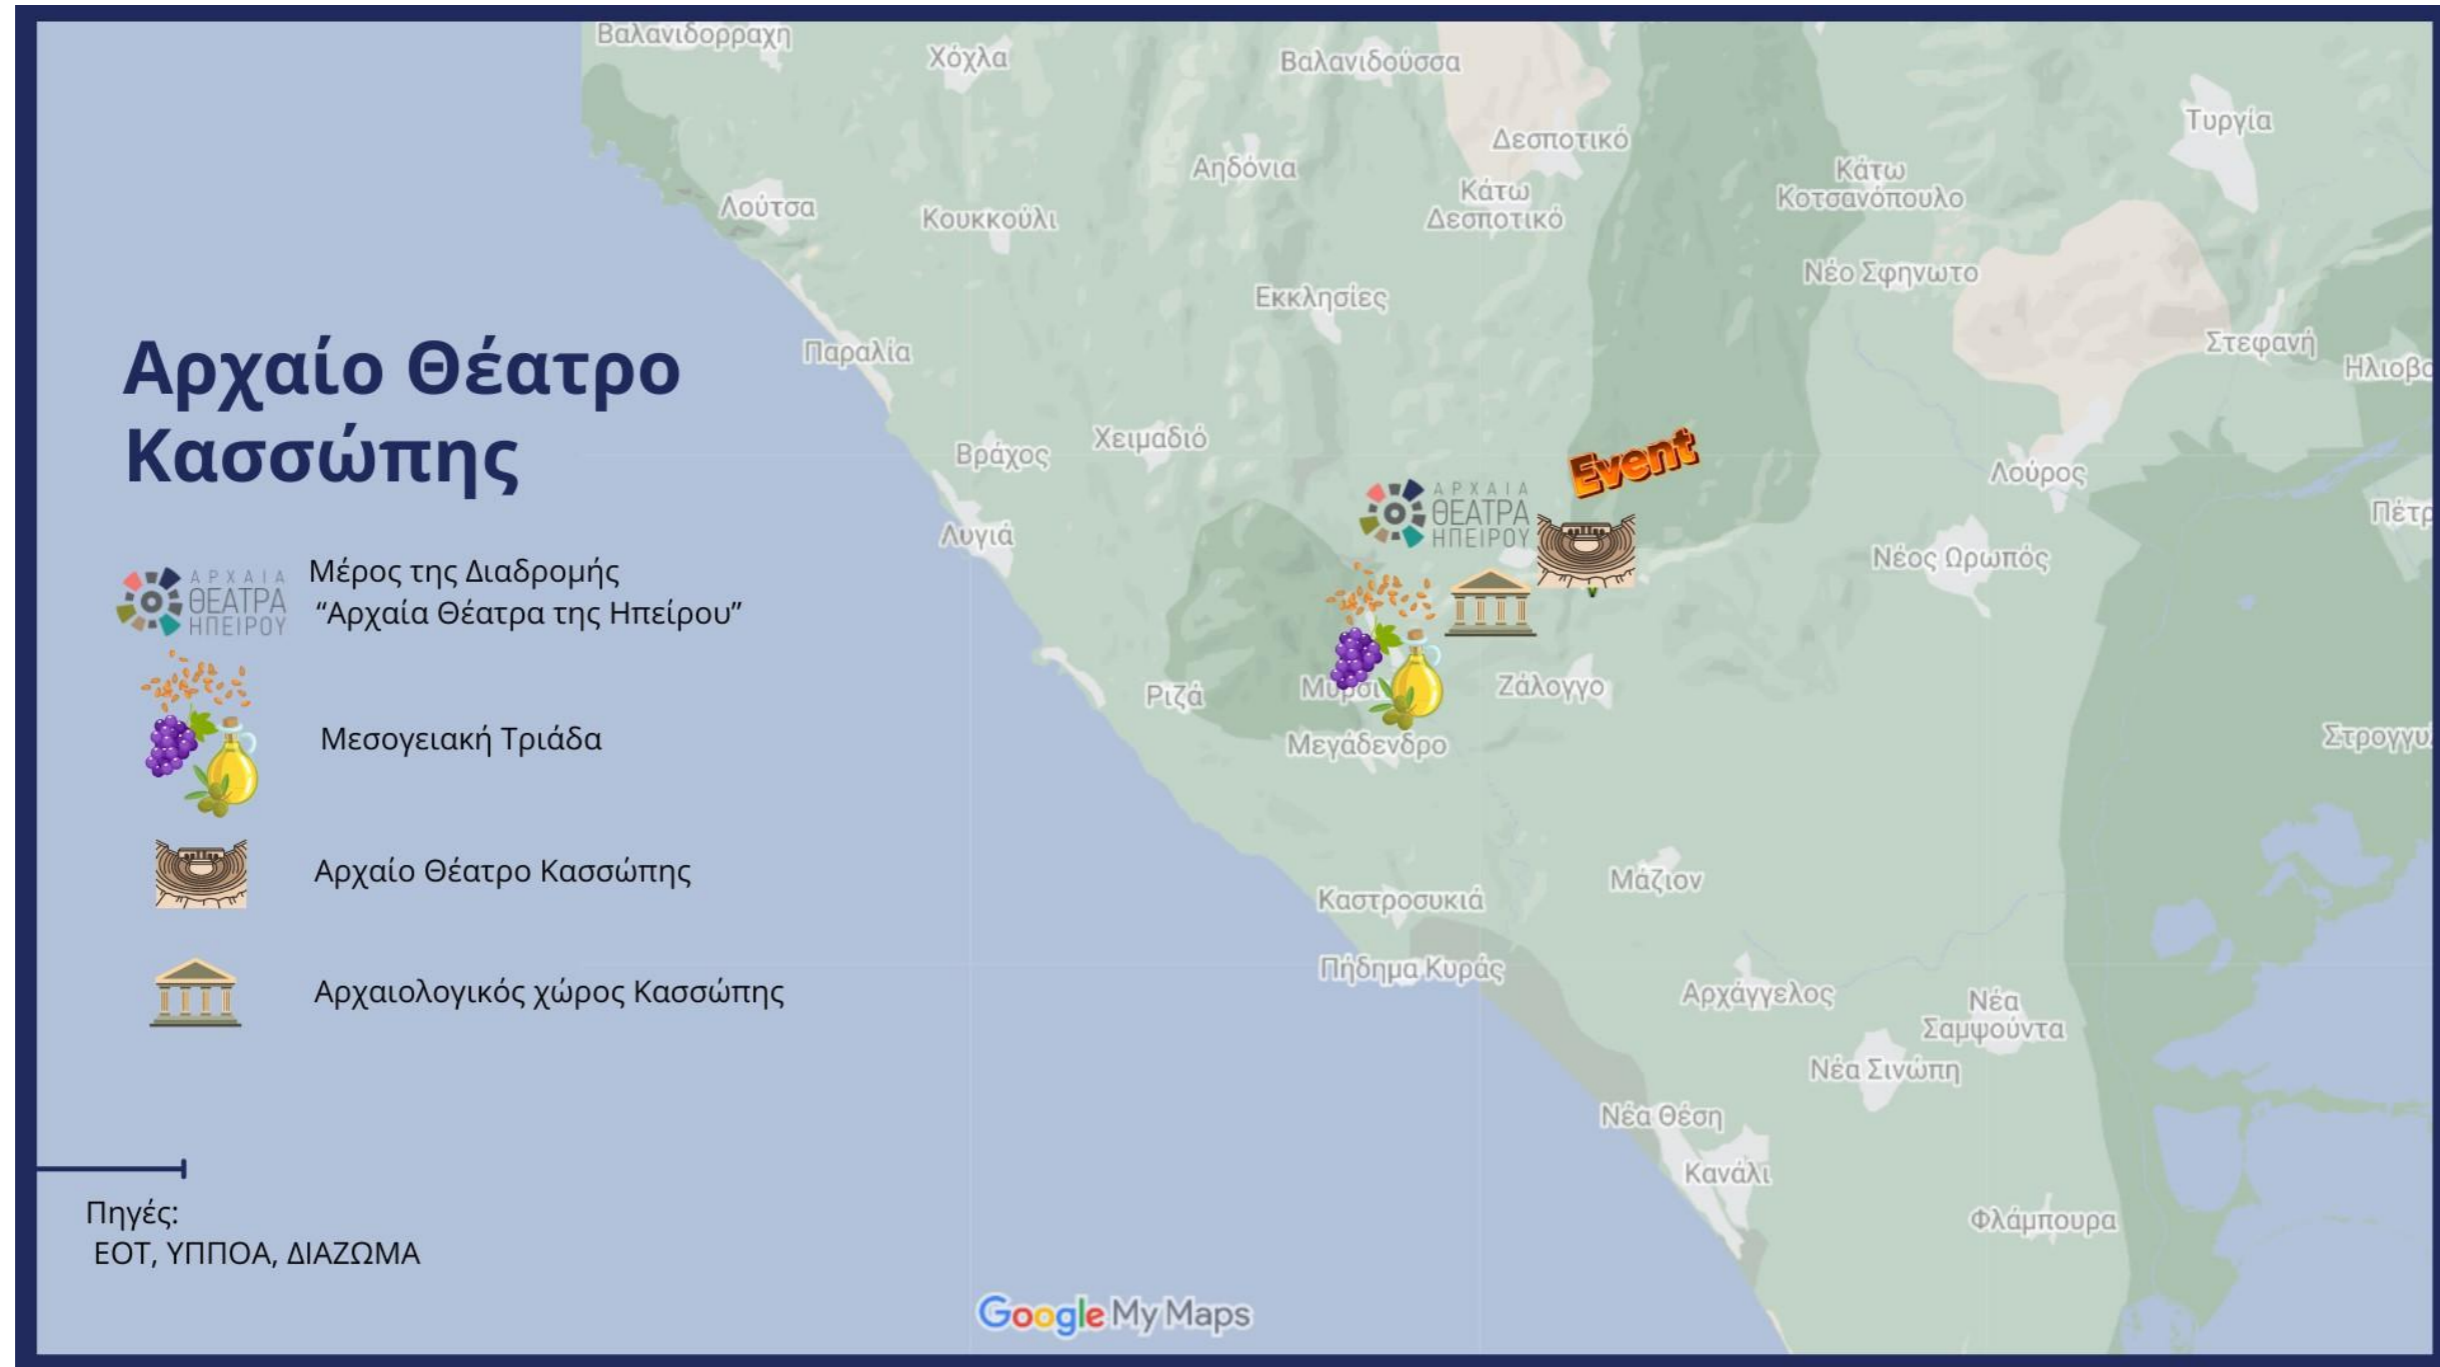 Βαλανιδορραχη
Χόχλα
Βαλανιδούσσα
Τυργία
Δεσποτικό
Αηδόνια
Κάτω
Κοτσανόπουλο
Κάτω
Δεσποτικό
Λούτσα
Κουκκούλι
Νέο Σφηνωτο
Εκκλησίες
Στεφανή
Παραλία
Αρχαίο Θέατρο
Κασσώπης
Χειμαδιό
Βράχος
Event
Λούρος
ΑΡΧΑΙΑ
ΘΕΑΤΡΑ
ΗΠΕΙΡΟΥ
Λυγιά
Νέος Ωρωπός
ΑΡΧΑΙΑ
ΘΕΑΤΡΑ
ΗΠΕΙΡΟΥ
Μέρος της Διαδρομής
“Αρχαία Θέατρα της Ηπείρου”
Ριζά
Ζάλογγο
Μεσογειακή Τριάδα
Μεγάδενδρο
Αρχαίο Θέατρο Κασσώπης
Μάζιον
Καστροσυκιά
Πήδημα Κυράς
Αρχαιολογικός χώρος Κασσώπης
Αρχάγγελος
Νέα
Σαμψούντα
Νέα Σινώπη
Νέα Θέση
Κανάλι
Φλάμπουρα
Πηγές:
ΕΟΤ, ΥΠΠΟΑ, ΔΙΑΖΩΜΑ
Google My Maps